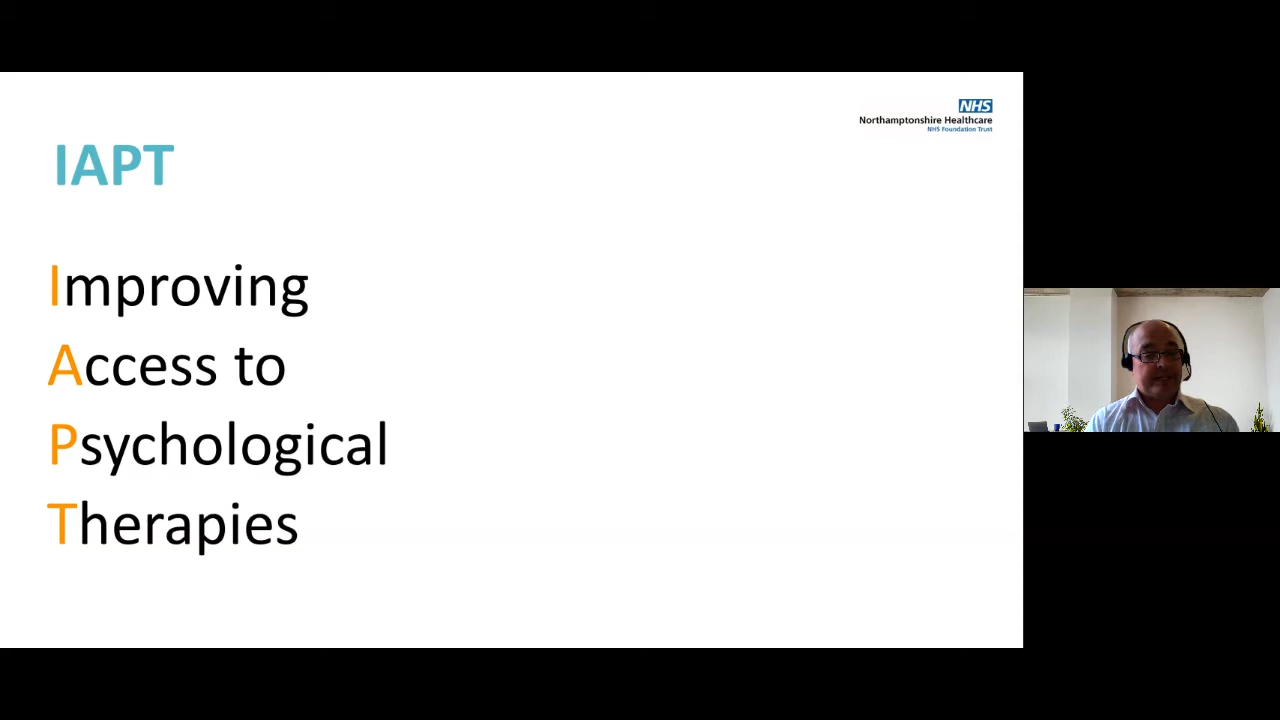 NHS
Northamptonshire Healthcare
NHS Foundation Trust
IAPT
Improving
Access to
Psychological
Therapies